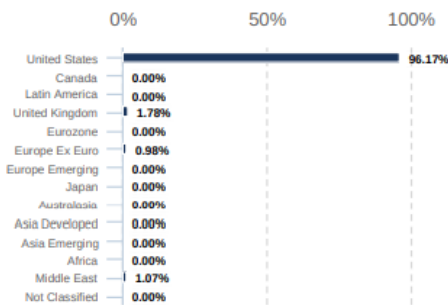 0% 50% 100%
United States 96.17%
Canada 0.00%
Latin America 0.00%
United Kingdom 1.78%
Eurozone 0.00%
Europe Ex Euro 0.98%
Europe Emerging 0.00%
Japan 0.00%
Australasia 0.00%
Asia Developed 0.00%
Asia Emerging 0.00%
Africa 0.00%
Middle East 1.07%
Not Classified 0.00%